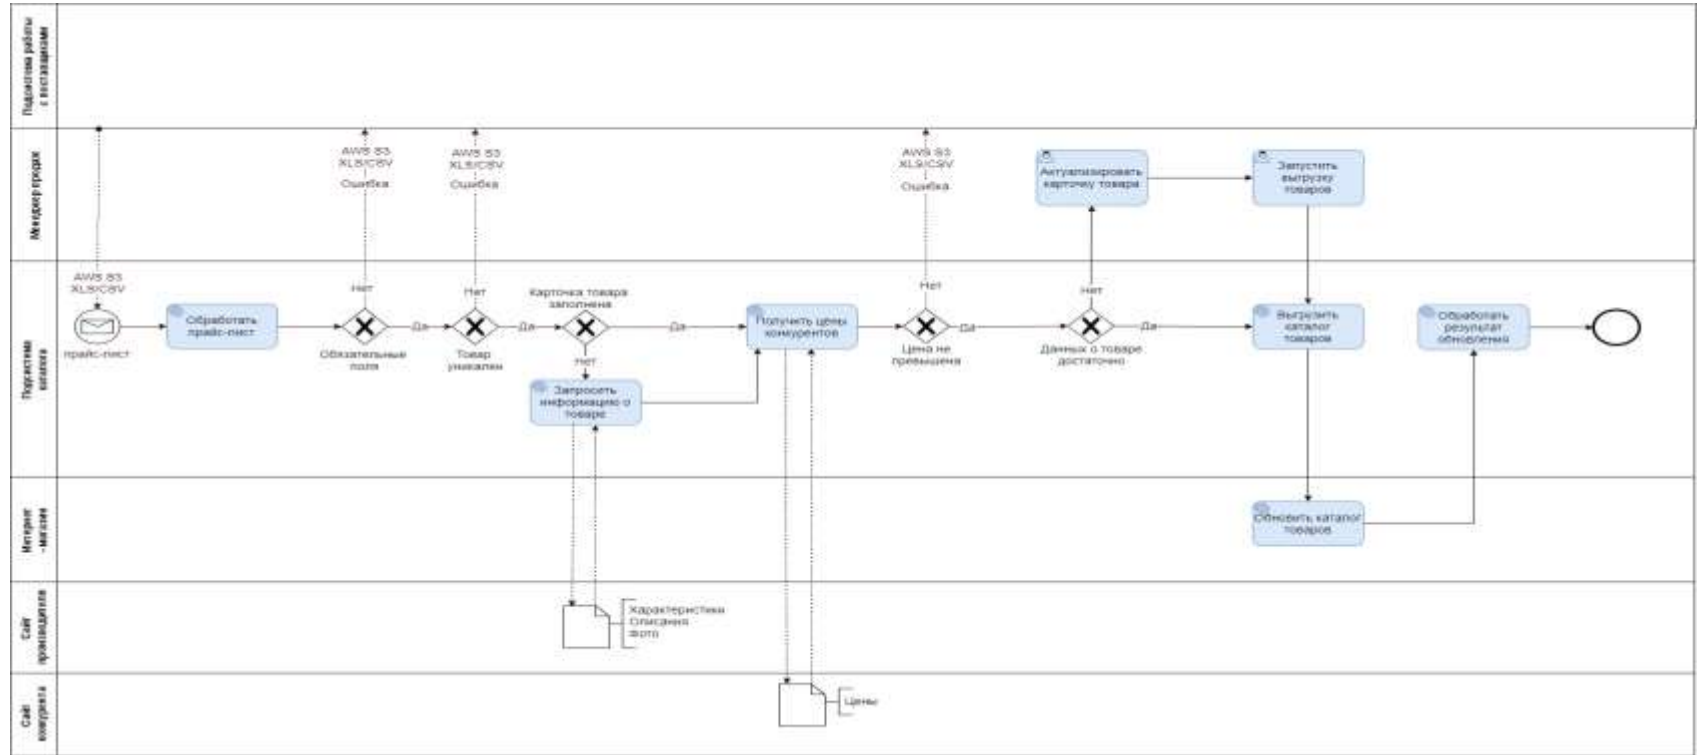 Подсистема работы
с поставщиками
AWS S3
XLS/CSV
Ошибка
AWS S3
XLS/CSV
Ошибка
AWS S3
XLS/CSV
Ошибка
Актуализировать
карточку товара
Запустить
выгрузку
товаров
Менеджер продаж
AWS S3
XLS/CSV
Нет
Нет
Карточка товара
заполнена
Нет
Нет
Обработать
прайс-лист
Да
Да
Да
Получить цены
конкурентов
Да
Да
Выгрузить
каталог
товаров
Обработать
результат
обновления
прайс-лист
Обязательные
поля
Товар
уникален
Нет
Цена не
превышена
Данных о товаре
достаточно
Подсистема
каталога
Запросить
информацию о
товаре
Интернет
-магазин
Обновить каталог
товаров
Сайт
производителя
Характеристики
Описания
Фото
Сайт
конкурента
Цены